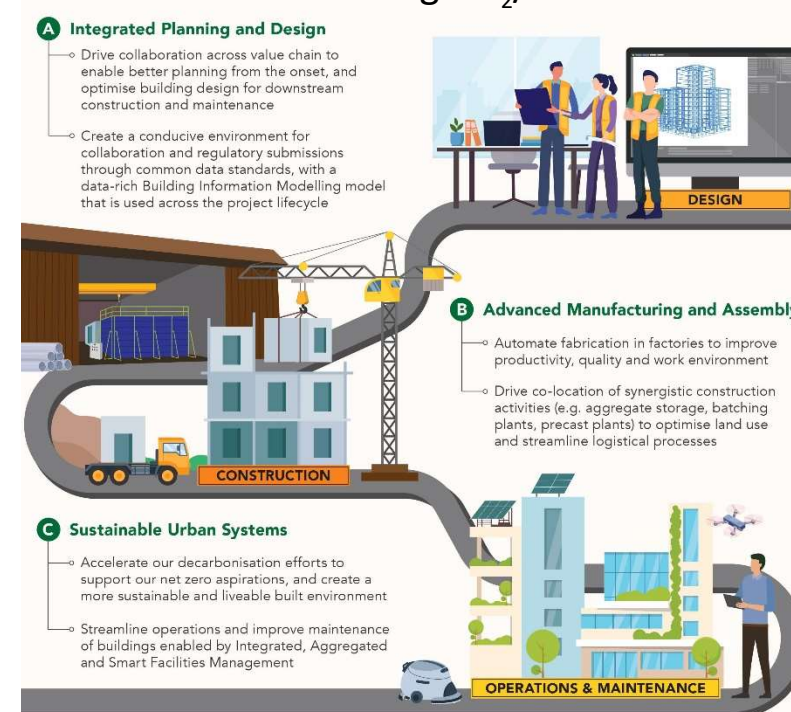 A Integrated Planning and Design
Drive collaboration across value chain to
enable better planning from the onset, and
optimise building design for downstream
construction and maintenance
Create a conducive environment for
collaboration and regulatory submissions
through common data standards, with a
data-rich Building Information Modelling model
that is used across the project lifecycle
DESIGN
B Advanced Manufacturing and Assembly
Automate fabrication in factories to improve
productivity, quality and work environment
Drive co-location of synergistic construction
activities (e.g. aggregate storage, batching
plants, precast plants) to optimise land use
and streamline logistical processes
CONSTRUCTION
C Sustainable Urban Systems
Accelerate our decarbonisation efforts to
support our net zero aspirations, and create a
more sustainable and liveable built environment
Streamline operations and improve maintenance
of buildings enabled by Integrated, Aggregated
and Smart Facilities Management
OPERATIONS & MAINTENANCE